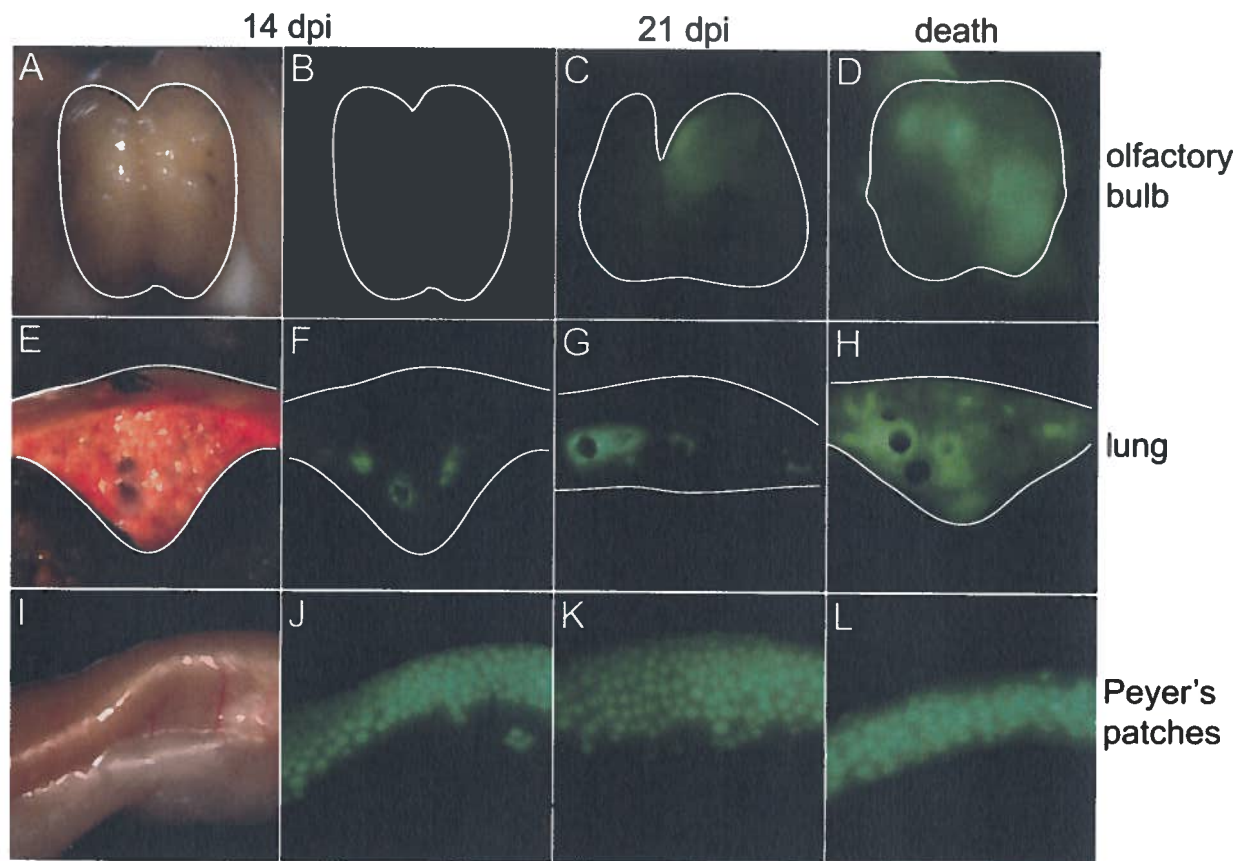 14 dpi 21 dpi death
A B C D
olfactory
bulb
E F G H
lung
I J K L
Peyer's
patches